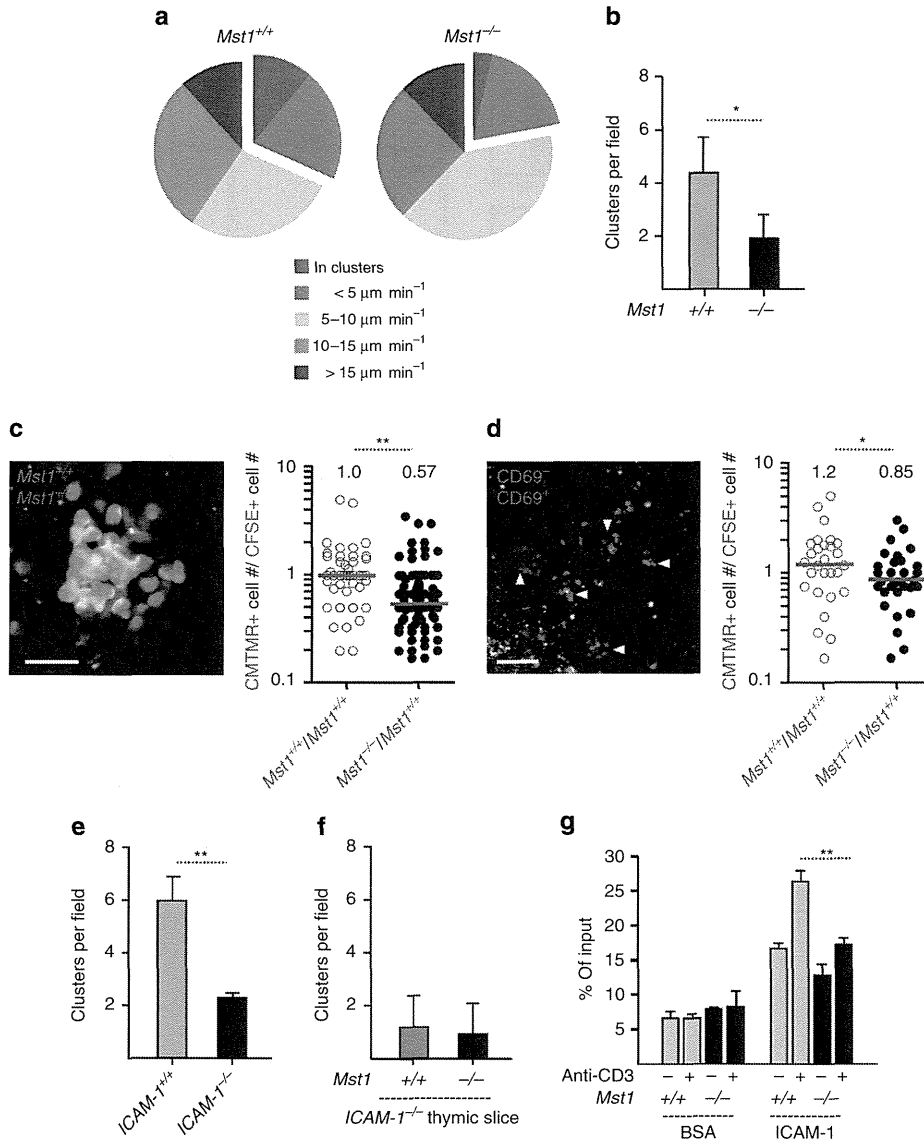 a
Mst1+/+
Mst1−/−
In clusters
< 5 μm min−1
5–10 μm min−1
10–15 μm min−1
> 15 μm min−1
b
8
6
4
2
Clusters per field
*
Mst1 +/+ −/−
c
Mst1+/+
CMTMR+ cell #/ CFSE+ cell #
10
1
0.1
**
1.0 0.57
Mst1+/+/Mst1+/+
Mst1−/−/Mst1+/+
d
CD69−
CD69+
CMTMR+ cell #/ CFSE+ cell #
10
1
0.1
*
1.2 0.85
Mst1+/+/Mst1+/+
Mst1−/−/Mst1+/+
e
8
6
4
2
Clusters per field
**
ICAM-1+/+
ICAM-1−/−
f
8
6
4
2
Clusters per field
Mst1 +/+ −/−
ICAM-1−/− thymic slice
g
30
25
20
15
10
5
% Of input
**
Anti-CD3 − + − + − + − +
Mst1 +/+ −/− +/+ −/−
BSA ICAM-1